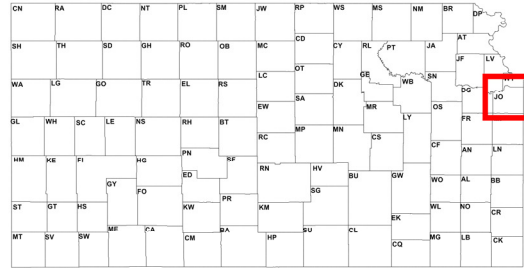 CN RA DC NT PL SM JW RP WS MS NM BR DP
CD AT
SH TH SD GH RO OB MC CY RL PT JA JF LV
OT GE WB SN
WA LG GO TR EL RS LC DK DG JO
SA MR OS
EW LY FR
GL WH SC LE NS RH BT MP MN
RC CS CF AN LN
PN
KE HG RN HV
ED BU GW WO AL BB
GY FO SG
PR
ST GT HS KW KM WL NO CR
EK
MT SV SW CM HP SU CL MG LB CK
CQ